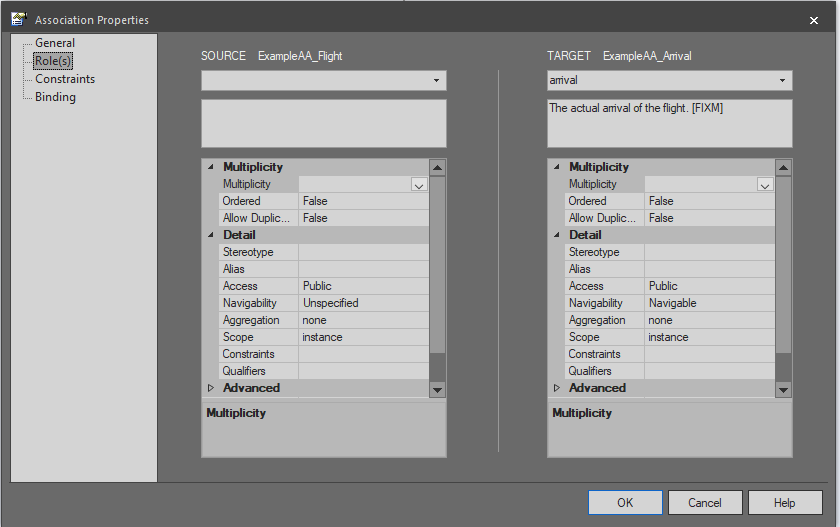 Association Properties
General
Role(s)
Constraints
Binding
SOURCE ExampleAA_Flight
Multiplicity
Multiplicity
Ordered False
Allow Duplic... False
Detail
Stereotype
Alias
Access Public
Navigability Unspecified
Aggregation none
Scope instance
Constraints
Qualifiers
Advanced
Multiplicity
TARGET ExampleAA_Arrival
arrival
The actual arrival of the flight. [FIXM]
Multiplicity
Multiplicity
Ordered False
Allow Duplic... False
Detail
Stereotype
Alias
Access Public
Navigability Navigable
Aggregation none
Scope instance
Constraints
Qualifiers
Advanced
Multiplicity
OK
Cancel
Help